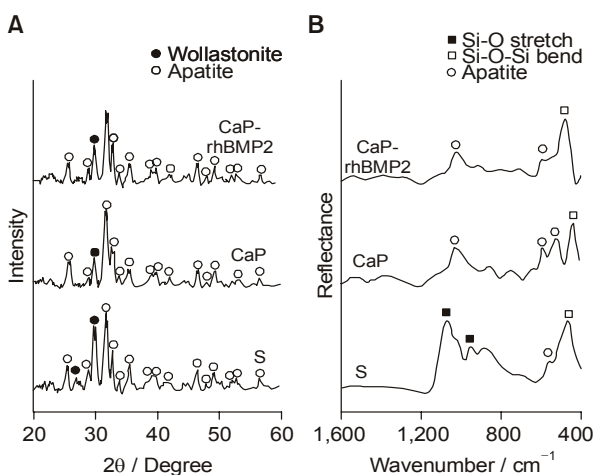 A
● Wollastonite
○ Apatite
CaP-
rhBMP2
CaP
S
Intensity
20 30 40 50 60
2θ / Degree
B
■ Si-O stretch
□ Si-O-Si bend
○ Apatite
CaP-
rhBMP2
CaP
S
Reflectance
1,600 1,200 800 400
Wavenumber / cm⁻¹